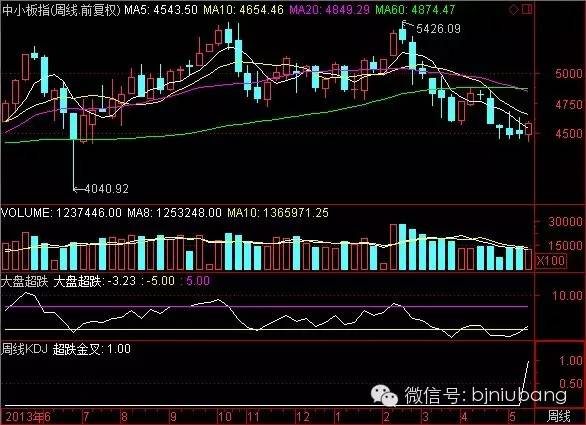 中小板指(周线.前复权) MA5: 4543.50 MA10: 4654.46 MA20: 4849.29 MA60: 4874.47
5426.09
5000
4750
4500
4040.92
VOLUME: 1237446.00 MA8: 1253248.00 MA10: 1365971.25
30000
15000
X100
大盘超跌 大盘超跌: -3.23 : -5.00 : 5.00
10.00
周线KDJ 超跌金叉: 1.00
1.00
0.50
微信号: bjniubang
2013年6 7 8 9 10 11 12 1 2 3 4 5 周线